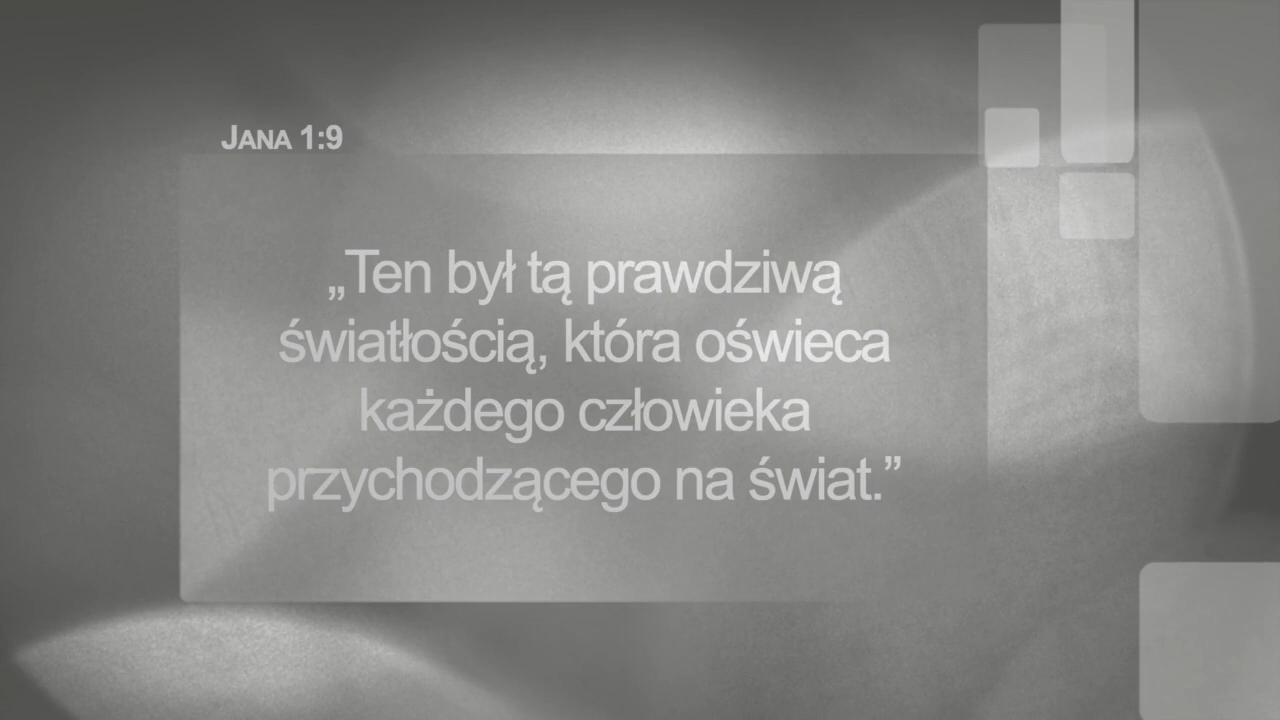 JANA 1:9
„Ten był tą prawdziwą
światłością, która oświeca
każdego człowieka
przychodzącego na świat.”